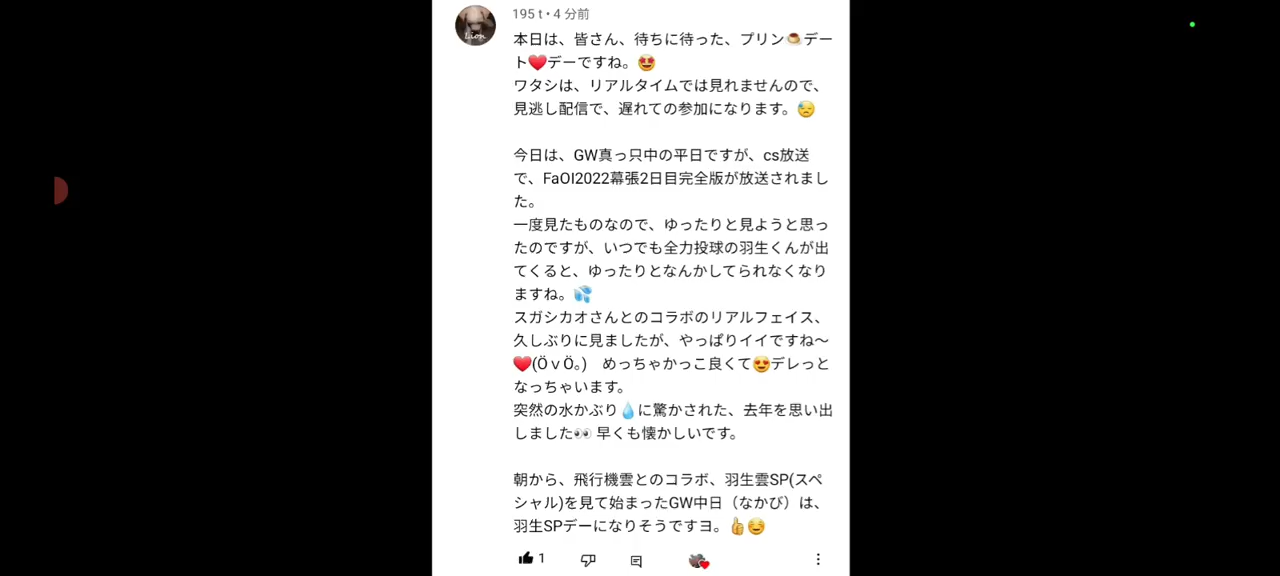 195 t • 4 分前
本日は、皆さん、待ちに待った、プリン🍮デー
ト❤️デーですね。🤩
ワタシは、リアルタイムでは見れませんので、
見逃し配信で、遅れての参加になります。😓
今日は、GW真っ只中の平日ですが、cs放送
で、FaOI2022幕張2日目完全版が放送されまし
た。
一度見たものなので、ゆったりと見ようと思っ
たのですが、いつでも全力投球の羽生くんが出
てくると、ゆったりとなんかしてられなくなり
ますね。💦
スガシカオさんとのコラボのリアルフェイス、
久しぶりに見ましたが、やっぱりイイですね〜
❤️(ÖｖÖ｡)　めっちゃかっこ良くて😍デレっと
なっちゃいます。
突然の水かぶり💧に驚かされた、去年を思い出
しました👀 早くも懐かしいです。
朝から、飛行機雲とのコラボ、羽生雲SP(スペ
シャル)を見て始まったGW中日（なかび）は、
羽生SPデーになりそうですヨ。👍😏
1
Lion